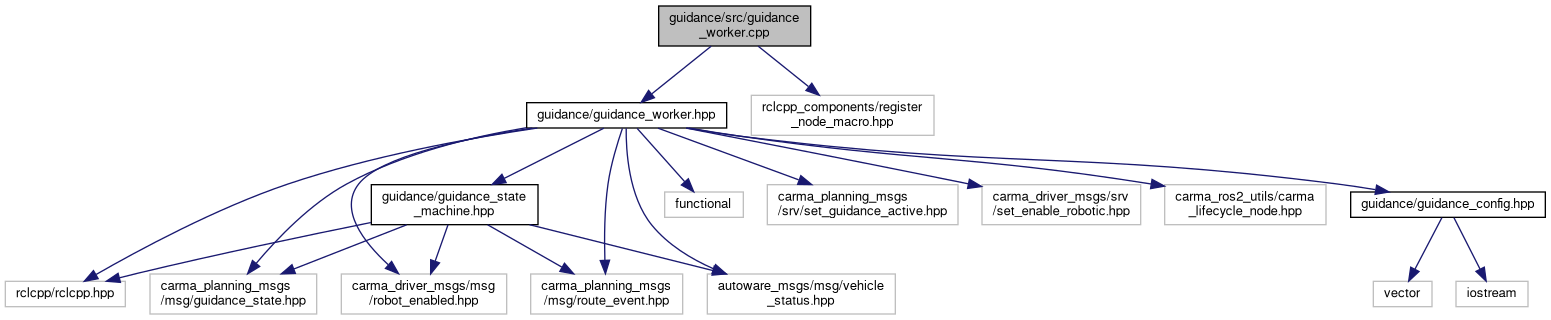 guidance/src/guidance
_worker.cpp
guidance/guidance_worker.hpp
rclcpp_components/register
_node_macro.hpp
guidance/guidance_state
_machine.hpp
functional
carma_planning_msgs
/srv/set_guidance_active.hpp
carma_driver_msgs/srv
/set_enable_robotic.hpp
carma_ros2_utils/carma
_lifecycle_node.hpp
guidance/guidance_config.hpp
rclcpp/rclcpp.hpp
carma_planning_msgs
/msg/guidance_state.hpp
carma_driver_msgs/msg
/robot_enabled.hpp
carma_planning_msgs
/msg/route_event.hpp
autoware_msgs/msg/vehicle
_status.hpp
vector
iostream